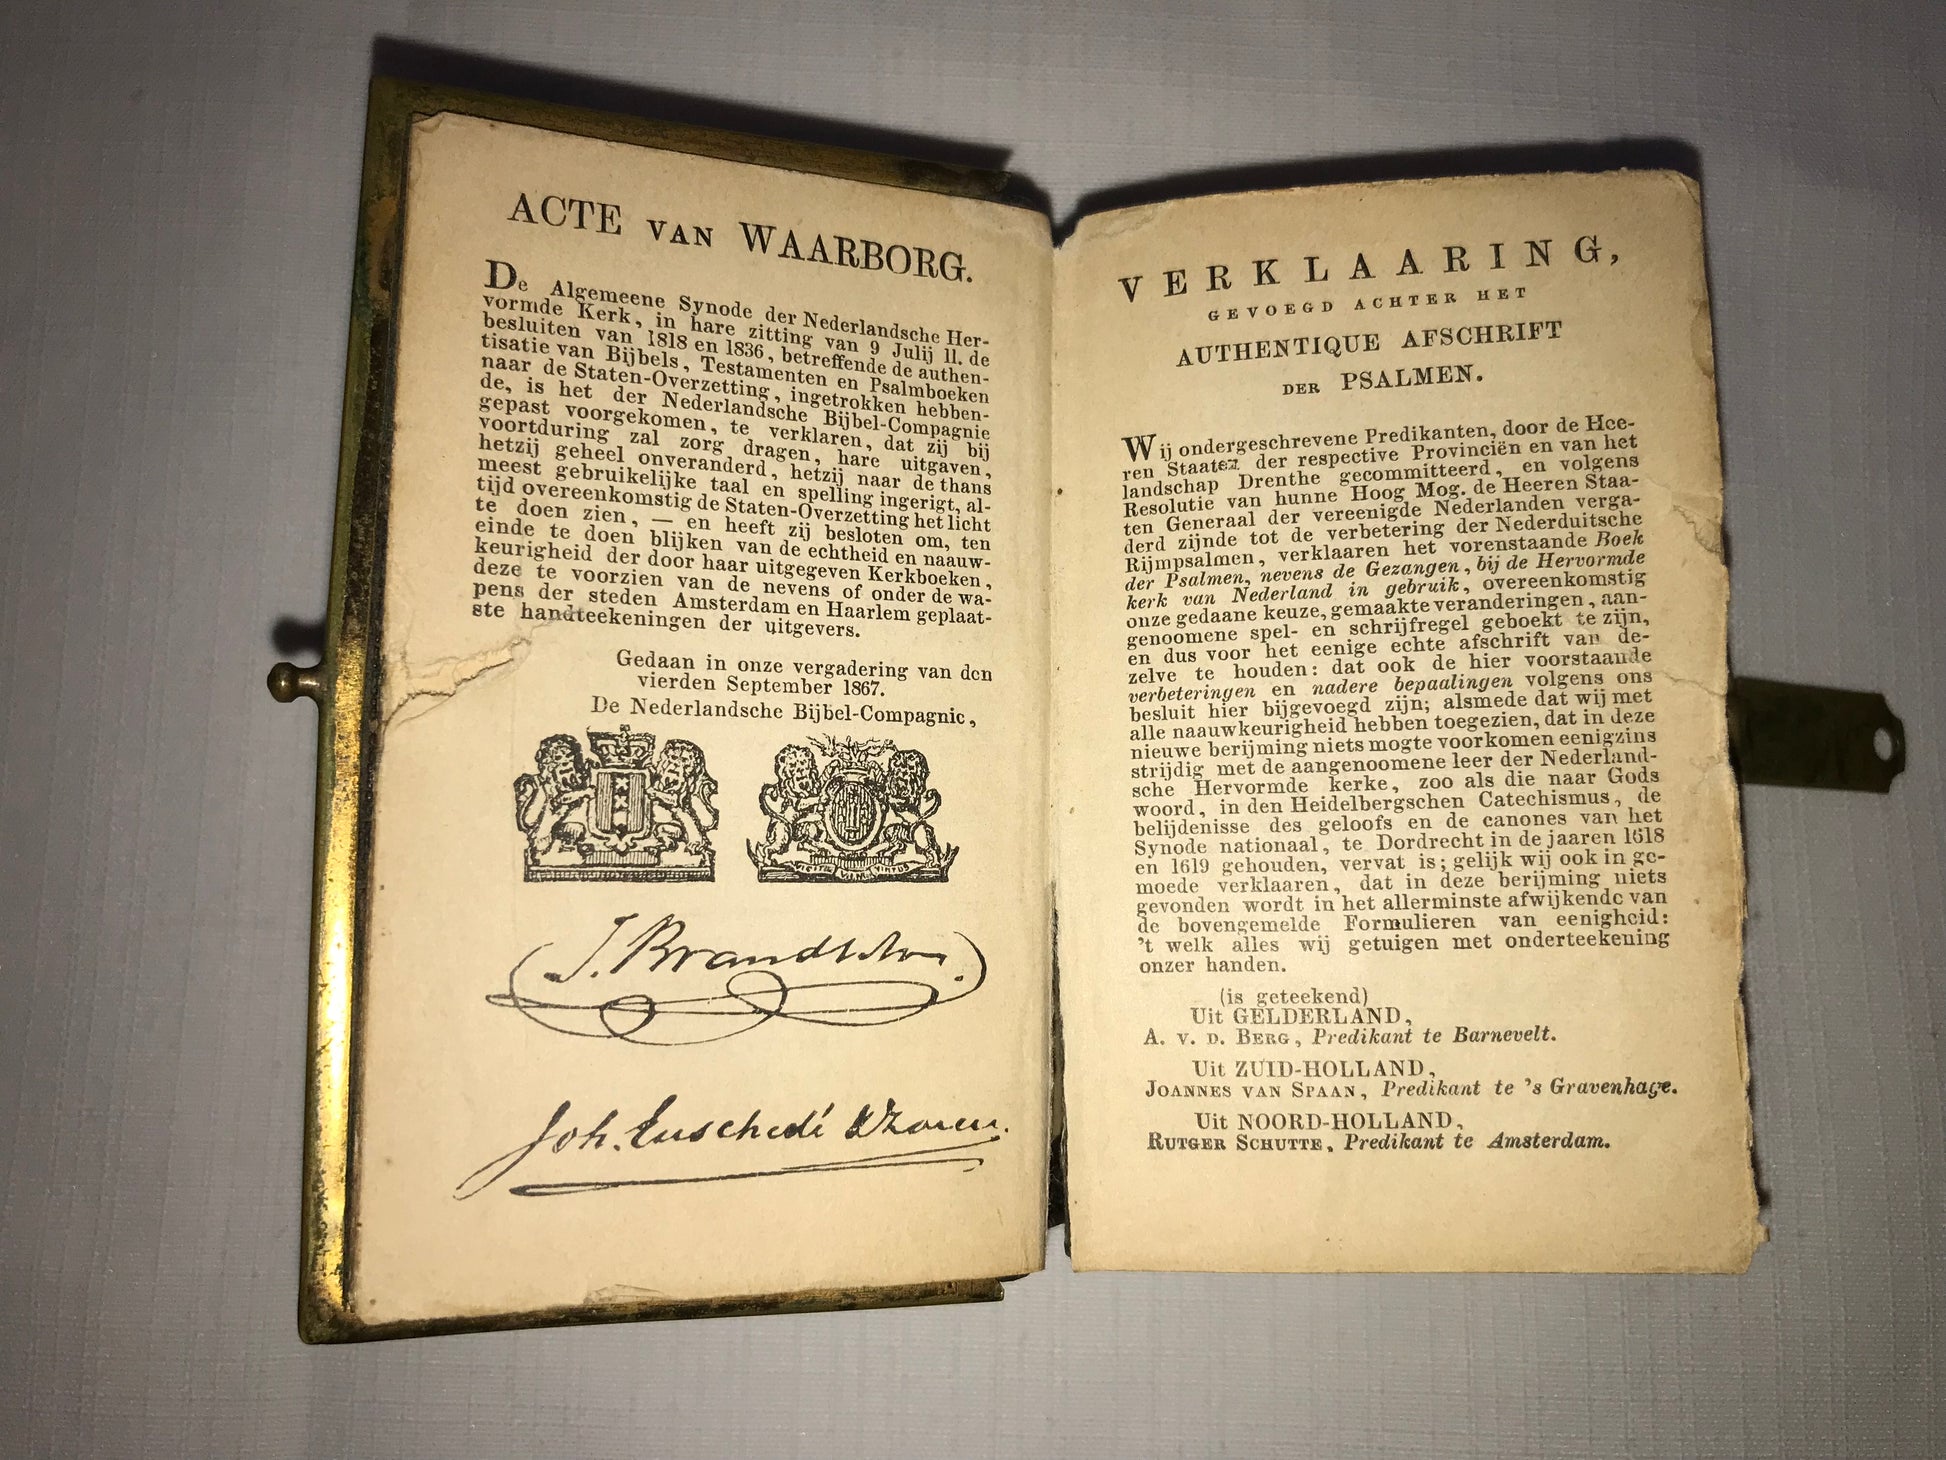 ACTE VAN WAARBORG.
De Algemeene Synode der Nederlandsche Her-
vormde Kerk, in hare zitting van 9 Julij ll. de
besluiten van 1818 en 1836, betreffende de authen-
tisatie van Bijbels, Testamenten en Psalmboeken
naar de Staten-Overzetting, ingetrokken hebben-
de, is het der Nederlandsche Bijbel-Compagnie
gepast voorgekomen, te verklaren, dat zij bij
voortduring zal zorg dragen, hare uitgaven,
hetzij geheel onveranderd, hetzij naar de thans
meest gebruikelijke taal en spelling ingerigt, al-
tijd overeenkomstig de Staten-Overzetting het licht
te doen zien, — en heeft zij besloten om, ten
einde te doen blijken van de echtheid en naauw-
keurigheid der door haar uitgegeven Kerkboeken,
deze te voorzien van de nevens of onder de wa-
pens der steden Amsterdam en Haarlem geplaat-
ste handteekeningen der uitgevers.
Gedaan in onze vergadering van den
vierden September 1867.
De Nederlandsche Bijbel-Compagnie,
VICIT VIM VIRTUS
J. Brandt
Joh. Enschedé & Zonen.
VERKLAARING,
GEVOEGD ACHTER HET
AUTHENTIQUE AFSCHRIFT
DER PSALMEN.
Wij ondergeschrevene Predikanten, door de Hee-
ren Staaten der respective Provinciën en van het
landschap Drenthe gecommitteerd, en volgens
Resolutie van hunne Hoog Mog. de Heeren Staa-
ten Generaal der vereenigde Nederlanden verga-
derd zijnde tot de verbetering der Nederduitsche
Rijmpsalmen, verklaaren het vorenstaande Boek
der Psalmen, nevens de Gezangen, bij de Hervormde
kerk van Nederland in gebruik, overeenkomstig
onze gedaane keuze, gemaakte veranderingen, aan-
genoomene spel- en schrijfregel geboekt te zijn,
en dus voor het eenige echte afschrift van de-
zelve te houden: dat ook de hier voorstaande
verbeteringen en nadere bepaalingen volgens ons
besluit hier bijgevoegd zijn; alsmede dat wij met
alle naauwkeurigheid hebben toegezien, dat in deze
nieuwe berijming niets mogte voorkomen eenigzins
strijdig met de aangenoomene leer der Nederland-
sche Hervormde kerke, zoo als die naar Gods
woord, in den Heidelbergschen Catechismus, de
belijdenisse des geloofs en de canones van het
Synode nationaal, te Dordrecht in de jaaren 1618
en 1619 gehouden, vervat is; gelijk wij ook in ge-
moede verklaaren, dat in deze berijming niets
gevonden wordt in het allerminste afwijkende van
de bovengemelde Formulieren van eenigheid:
't welk alles wij getuigen met onderteekening
onzer handen.
(is geteekend)
Uit GELDERLAND,
A. V. D. BERG, Predikant te Barnevelt.
Uit ZUID-HOLLAND,
JOANNES VAN SPAAN, Predikant te 's Gravenhage.
Uit NOORD-HOLLAND,
RUTGER SCHUTTE, Predikant te Amsterdam.